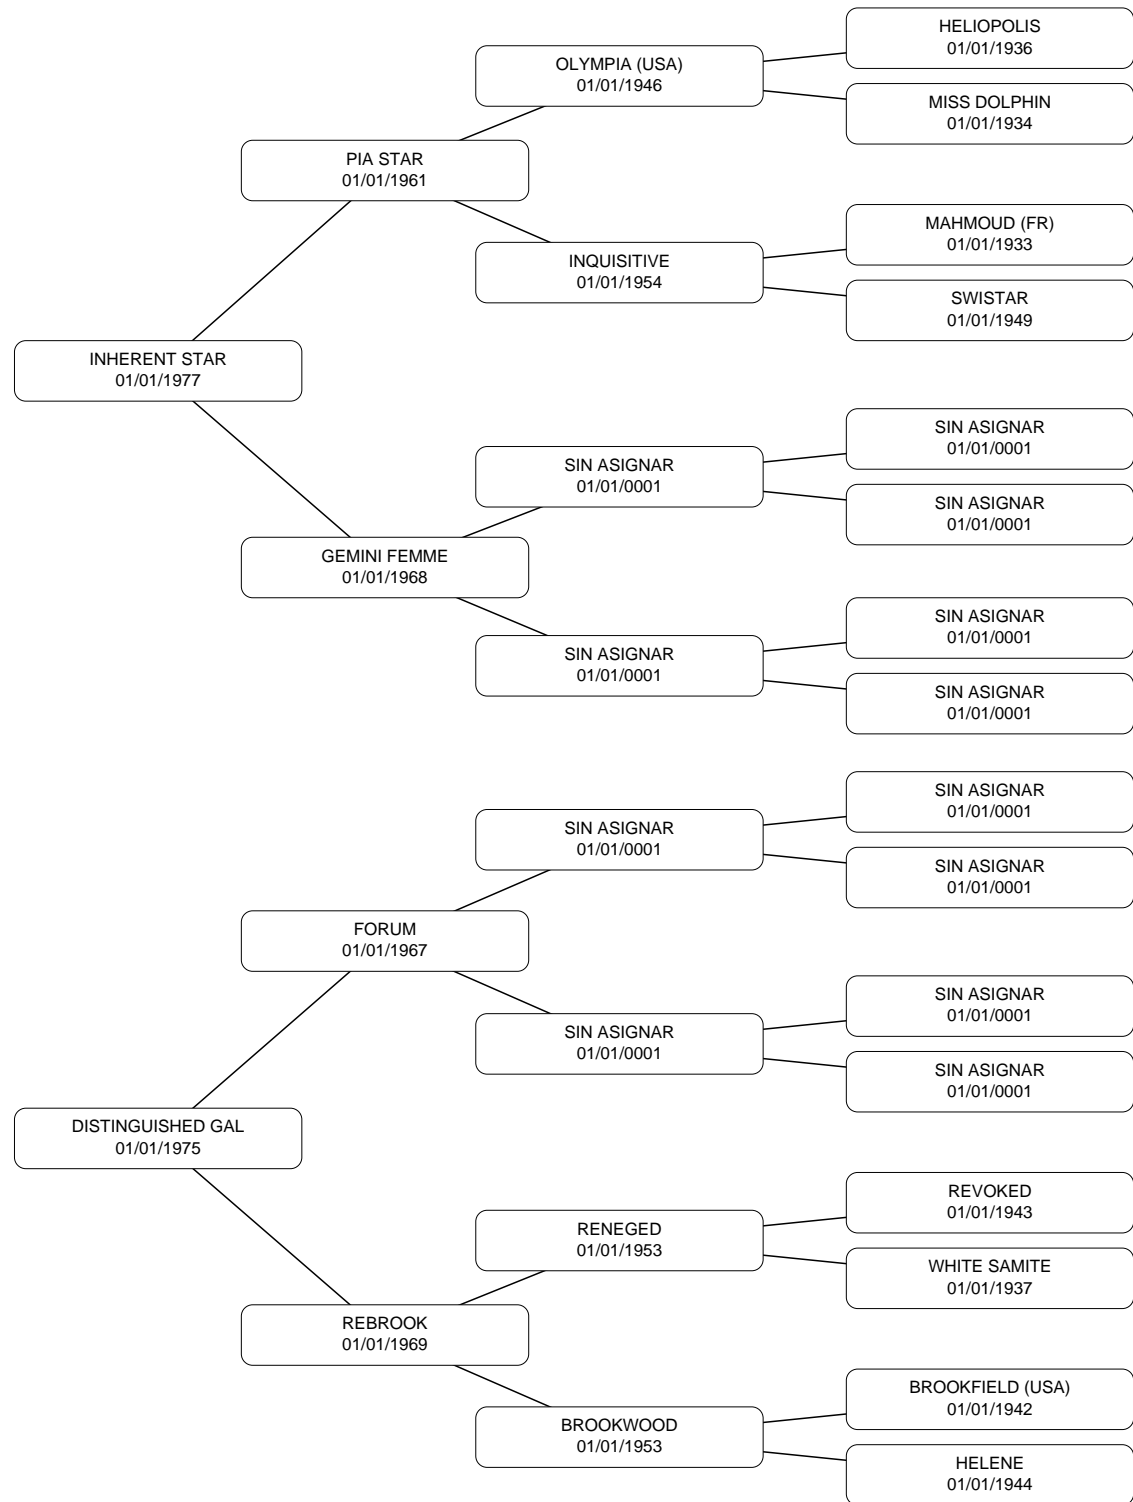 HELIOPOLIS
01/01/1936
OLYMPIA (USA)
01/01/1946
MISS DOLPHIN
01/01/1934
PIA STAR
01/01/1961
MAHMOUD (FR)
01/01/1933
INQUISITIVE
01/01/1954
SWISTAR
01/01/1949
INHERENT STAR
01/01/1977
SIN ASIGNAR
01/01/0001
SIN ASIGNAR
01/01/0001
SIN ASIGNAR
01/01/0001
GEMINI FEMME
01/01/1968
SIN ASIGNAR
01/01/0001
SIN ASIGNAR
01/01/0001
SIN ASIGNAR
01/01/0001
SIN ASIGNAR
01/01/0001
SIN ASIGNAR
01/01/0001
SIN ASIGNAR
01/01/0001
FORUM
01/01/1967
SIN ASIGNAR
01/01/0001
SIN ASIGNAR
01/01/0001
SIN ASIGNAR
01/01/0001
DISTINGUISHED GAL
01/01/1975
REVOKED
01/01/1943
RENEGED
01/01/1953
WHITE SAMITE
01/01/1937
REBROOK
01/01/1969
BROOKFIELD (USA)
01/01/1942
BROOKWOOD
01/01/1953
HELENE
01/01/1944